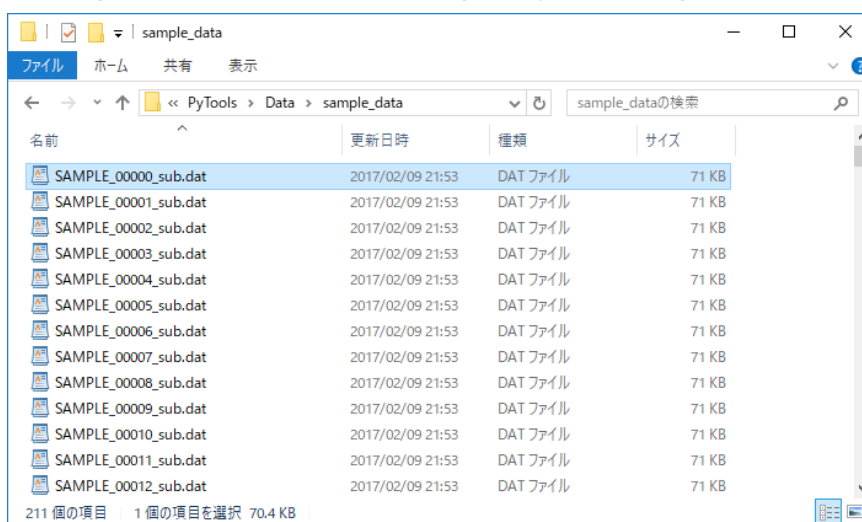 sample_data
ファイル ホーム 共有 表示
« PyTools › Data › sample_data sample_dataの検索
名前 更新日時 種類 サイズ
SAMPLE_00000_sub.dat 2017/02/09 21:53 DAT ファイル 71 KB
SAMPLE_00001_sub.dat 2017/02/09 21:53 DAT ファイル 71 KB
SAMPLE_00002_sub.dat 2017/02/09 21:53 DAT ファイル 71 KB
SAMPLE_00003_sub.dat 2017/02/09 21:53 DAT ファイル 71 KB
SAMPLE_00004_sub.dat 2017/02/09 21:53 DAT ファイル 71 KB
SAMPLE_00005_sub.dat 2017/02/09 21:53 DAT ファイル 71 KB
SAMPLE_00006_sub.dat 2017/02/09 21:53 DAT ファイル 71 KB
SAMPLE_00007_sub.dat 2017/02/09 21:53 DAT ファイル 71 KB
SAMPLE_00008_sub.dat 2017/02/09 21:53 DAT ファイル 71 KB
SAMPLE_00009_sub.dat 2017/02/09 21:53 DAT ファイル 71 KB
SAMPLE_00010_sub.dat 2017/02/09 21:53 DAT ファイル 71 KB
SAMPLE_00011_sub.dat 2017/02/09 21:53 DAT ファイル 71 KB
SAMPLE_00012_sub.dat 2017/02/09 21:53 DAT ファイル 71 KB
211 個の項目 1 個の項目を選択 70.4 KB